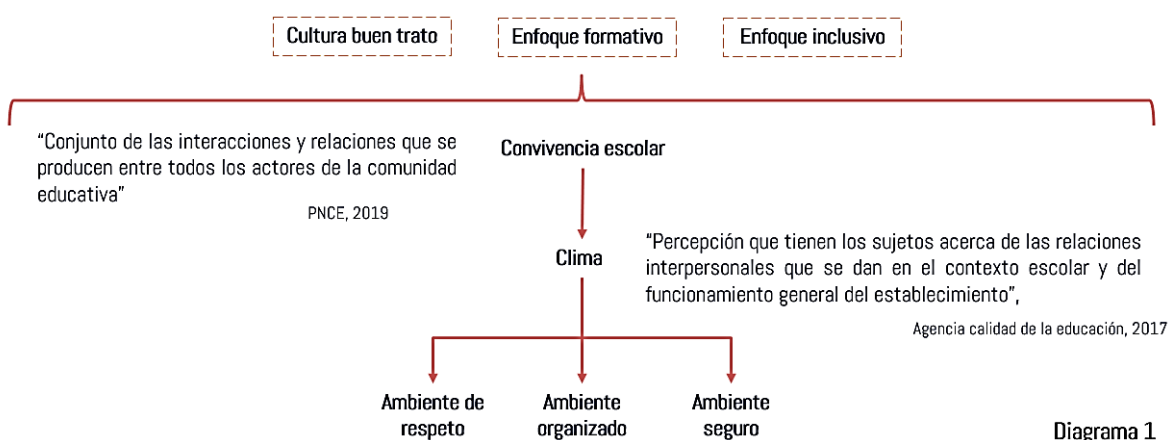 Cultura buen trato
Enfoque formativo
Enfoque inclusivo
“Conjunto de las interacciones y relaciones que se
producen entre todos los actores de la comunidad
educativa”
PNCE, 2019
Convivencia escolar
Clima
“Percepción que tienen los sujetos acerca de las relaciones
interpersonales que se dan en el contexto escolar y del
funcionamiento general del establecimiento”,
Agencia calidad de la educación, 2017
Ambiente de
respeto
Ambiente
organizado
Ambiente
seguro
Diagrama 1